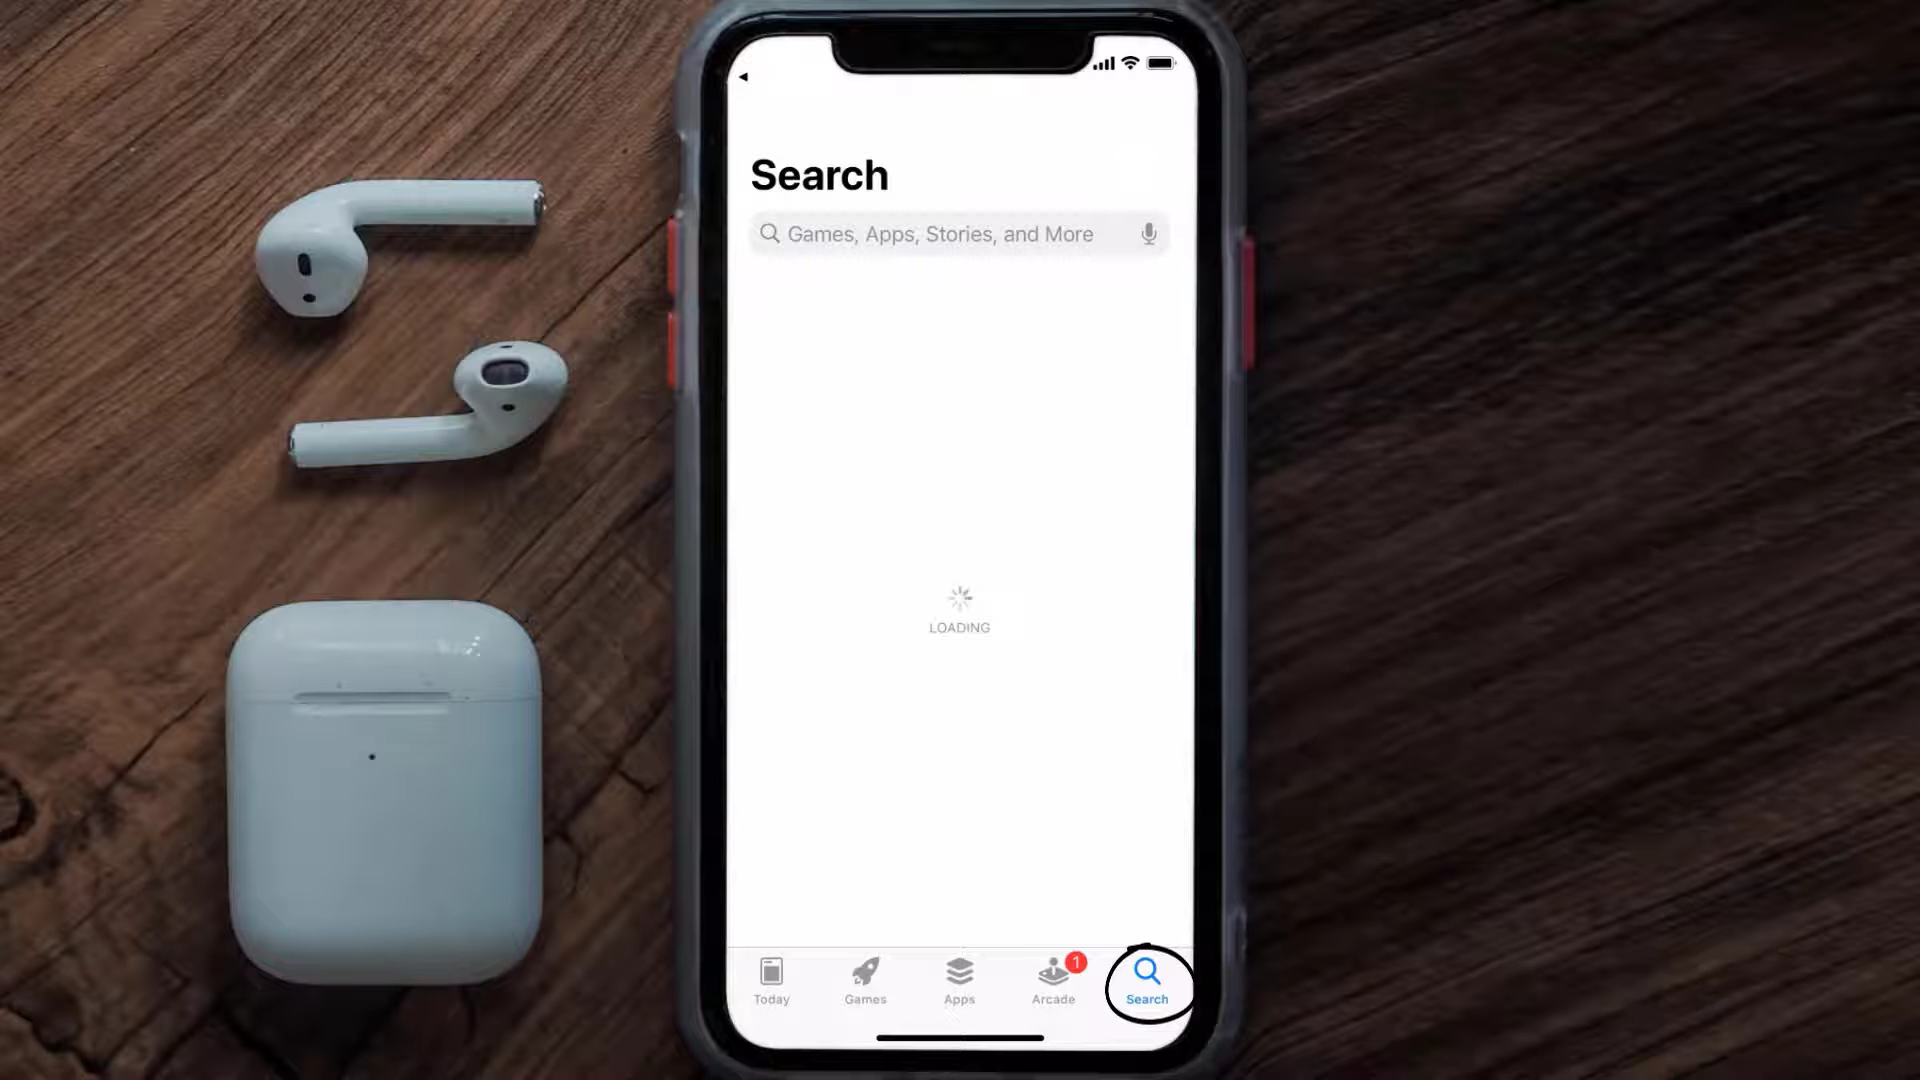 Search
Games, Apps, Stories, and More
LOADING
1
Today
Games
Apps
Arcade
Search